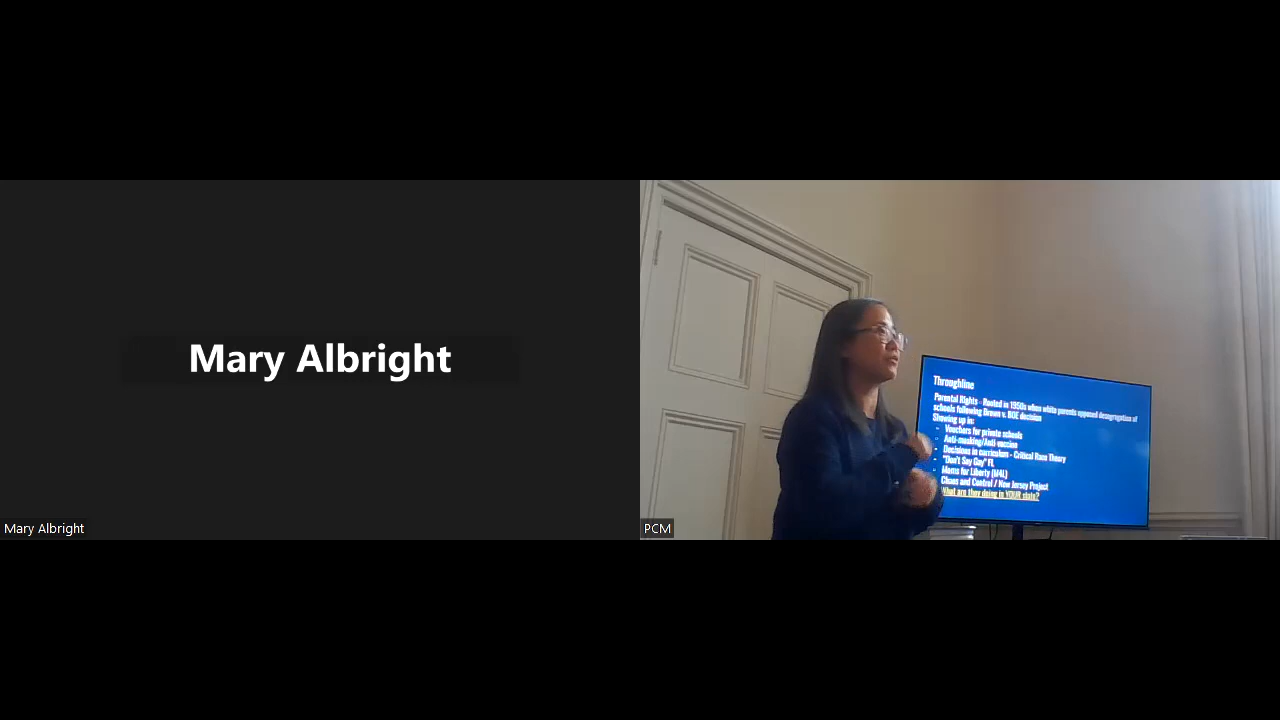 Mary Albright
Mary Albright
PCM
Throughline
Parental Rights - Rooted in 1950s when white parents opposed desegregation of
schools following Brown v. BOE decision
Showing up in:
- Vouchers for private schools
- Anti-masking/Anti vaccine
- Decisions in curriculum - Critical Race Theory
- "Don't Say Gay" FL
- Moms for Liberty (M4L)
Chaos and Control / New Jersey Project
What are they doing in YOUR state?